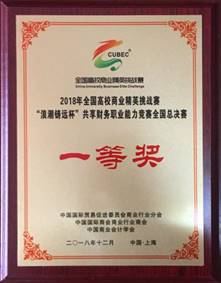 CUBEC
全国高校商业精英挑战赛
China University Business Elite Challenge
2018年全国高校商业精英挑战赛
“浪潮铸远杯”共享财务职业能力竞赛全国总决赛
一等奖
中国国际贸易促进委员会商业行业分会
中国国际商会商业行业商会
中国商业会计学会
二〇一八年十二月 中国·上海